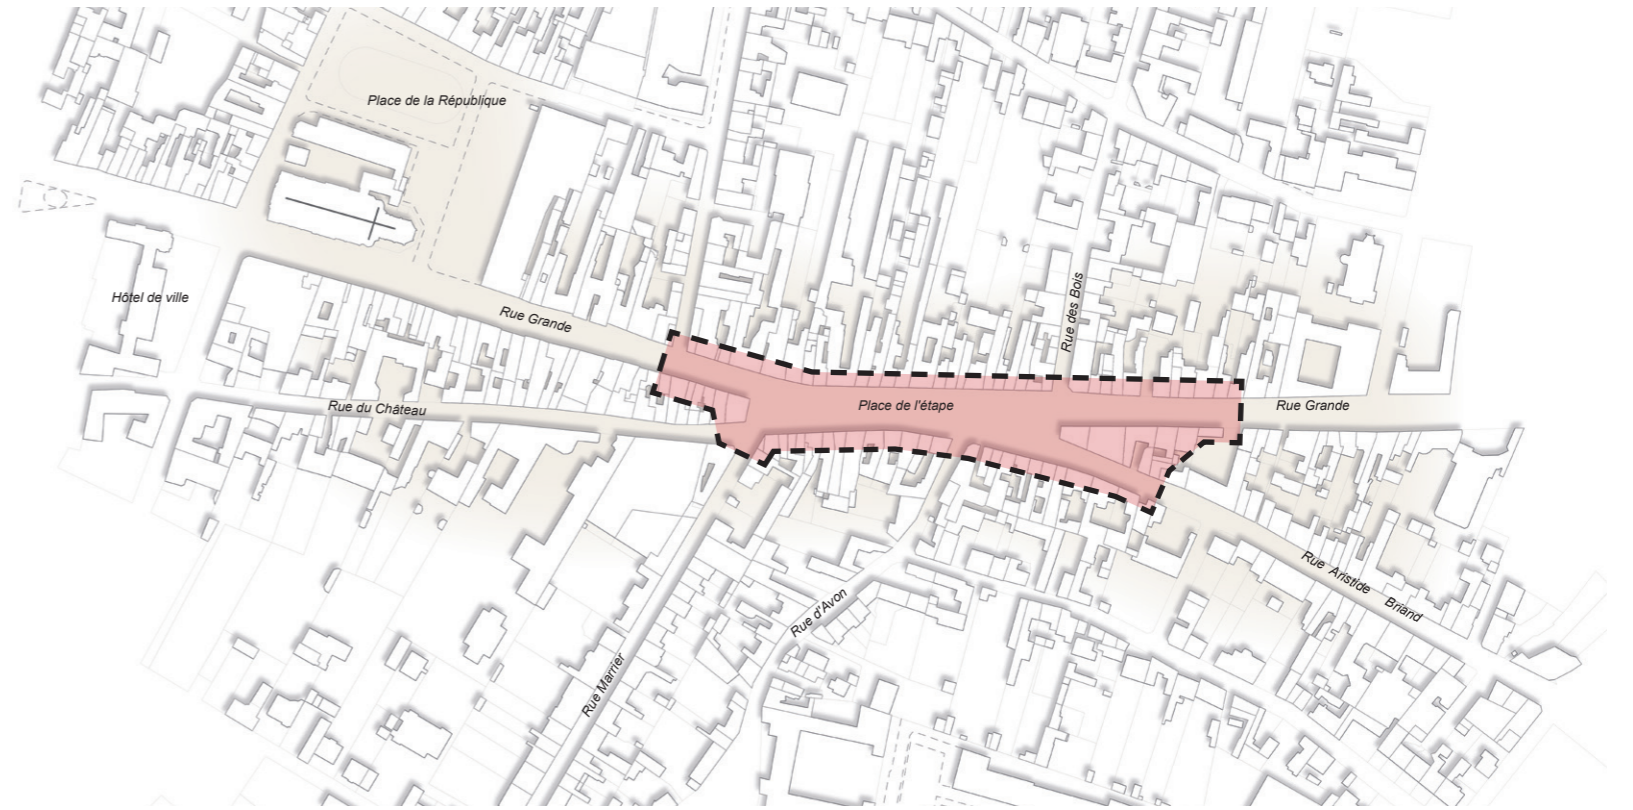 Place de la République
Hôtel de ville
Rue des Bois
Rue Grande
Rue du Château
Place de l'étape
Rue Grande
Rue Aristide Briand
Rue d'Avon
Rue Marrier